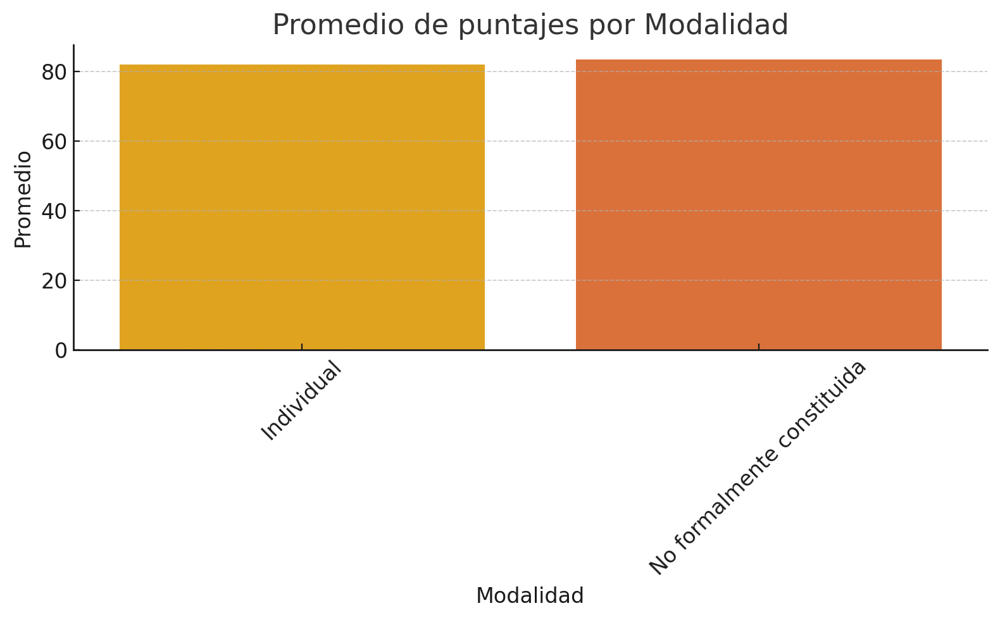 Promedio de puntajes por Modalidad
Promedio
80
60
40
20
0
Individual
No formalmente constituida
Modalidad